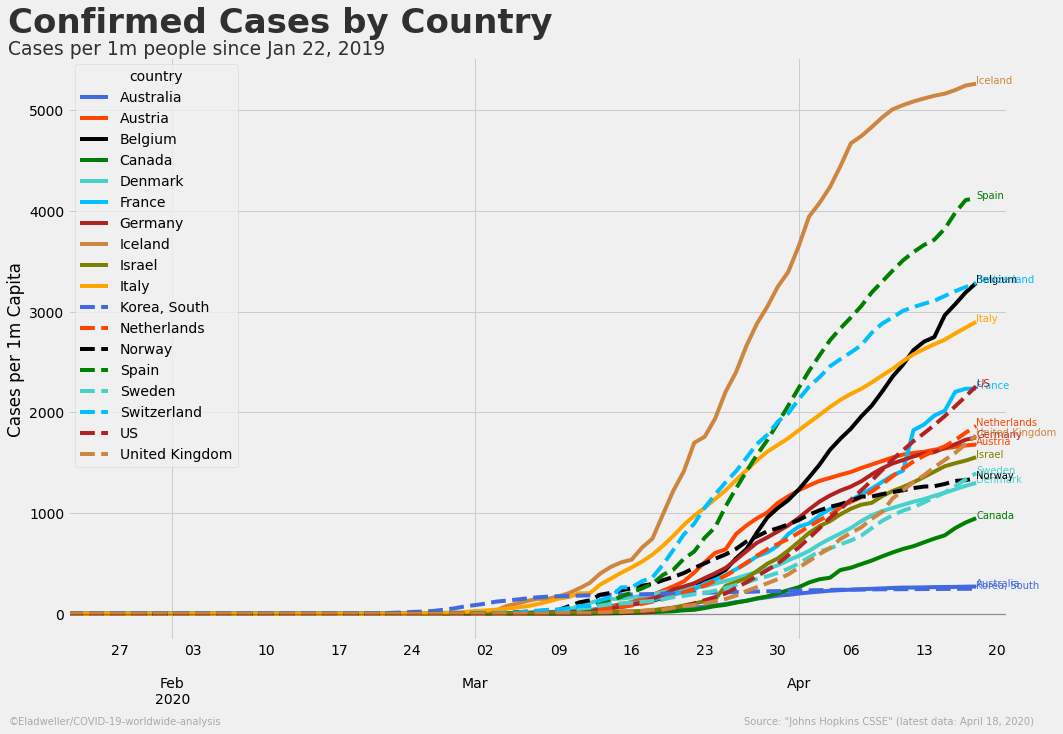 Confirmed Cases by Country
Cases per 1m people since Jan 22, 2019
country
Australia
Austria
Belgium
Canada
Denmark
France
Germany
Iceland
Israel
Italy
Korea, South
Netherlands
Norway
Spain
Sweden
Switzerland
US
United Kingdom
Cases per 1m Capita
5000
4000
3000
2000
1000
0
Iceland
Spain
Switzerland
Belgium
Italy
US
France
Netherlands
United Kingdom
Germany
Austria
Israel
Sweden
Norway
Denmark
Canada
Australia
Korea, South
27 03 10 17 24 02 09 16 23 30 06 13 20
Feb Mar Apr
2020
©Eladweller/COVID-19-worldwide-analysis
Source: "Johns Hopkins CSSE" (latest data: April 18, 2020)